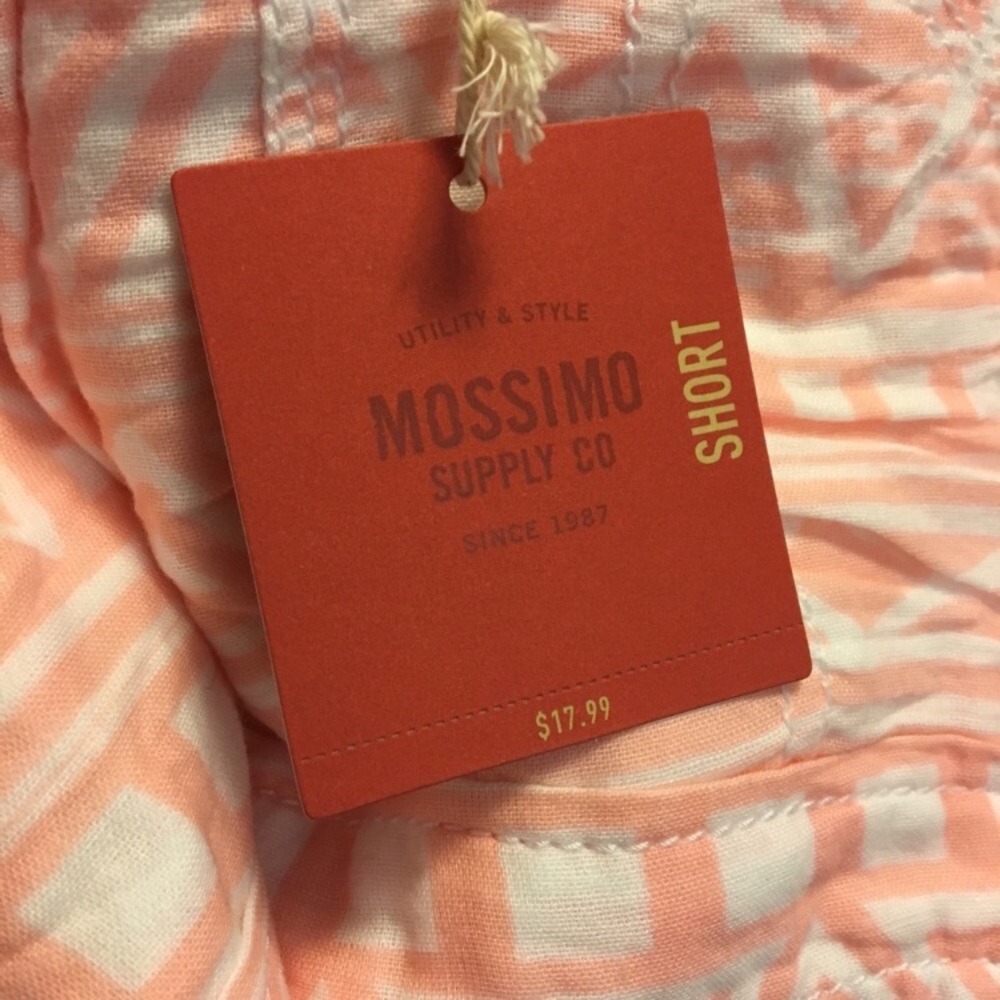 UTILITY & STYLE
MOSSIMO
SUPPLY CO
SINCE 1987
SHORT
$17.99